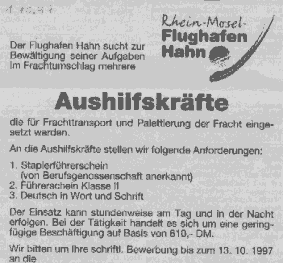 Rhein-Mosel-
Flughafen
Hahn
Der Flughafen Hahn sucht zur
Bewältigung seiner Aufgaben
im Frachtumschlag mehrere
Aushilfskräfte
die für Frachttransport und Palettierung der Fracht einge-
setzt werden.
An die Aushilfskräfte stellen wir folgende Anforderungen:
1. Staplerführerschein
(von Berufsgenossenschaft anerkannt)
2. Führerschein Klasse II
3. Deutsch in Wort und Schrift
Der Einsatz kann stundenweise am Tag und in der Nacht
erfolgen. Bei der Tätigkeit handelt es sich um eine gering-
fügige Beschäftigung auf Basis von 610,- DM.
Wir bitten um Ihre schriftl. Bewerbung bis zum 13. 10. 1997
an die